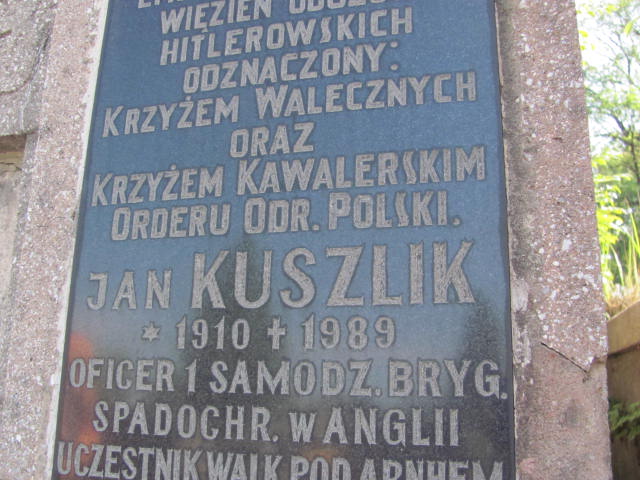 WIĘZIEŃ
HITLEROWSKICH
ODZNACZONY:
KRZYŻEM WALECZNYCH
ORAZ
KRZYŻEM KAWALERSKIM
ORDERU ODR. POLSKI.
JAN KUSZLIK
* 1910 ✝ 1989
OFICER 1 SAMODZ. BRYG.
SPADOCHR. W ANGLII
UCZESTNIK WALK POD ARNHEM